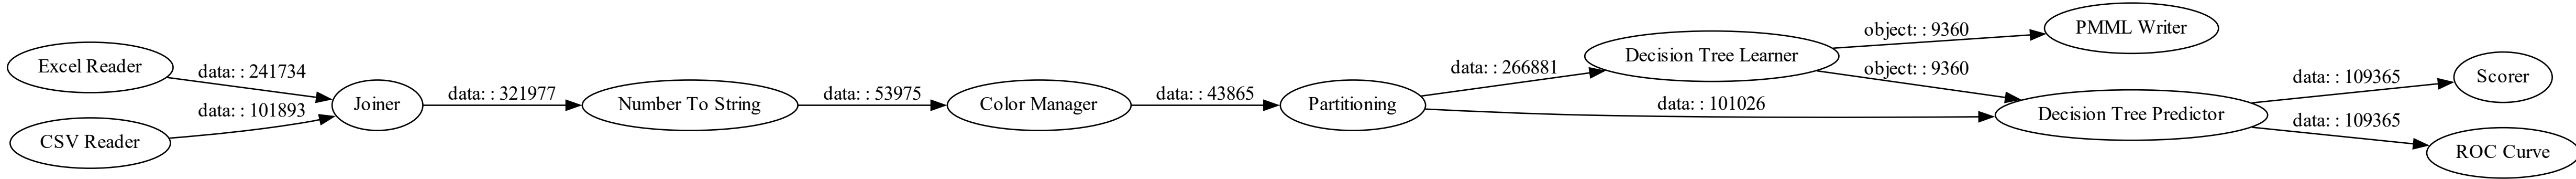 Excel Reader
CSV Reader
data: : 241734
data: : 101893
Joiner
data: : 321977
Number To String
data: : 53975
Color Manager
data: : 43865
Partitioning
data: : 266881
data: : 101026
Decision Tree Learner
object: : 9360
object: : 9360
PMML Writer
Decision Tree Predictor
data: : 109365
data: : 109365
Scorer
ROC Curve